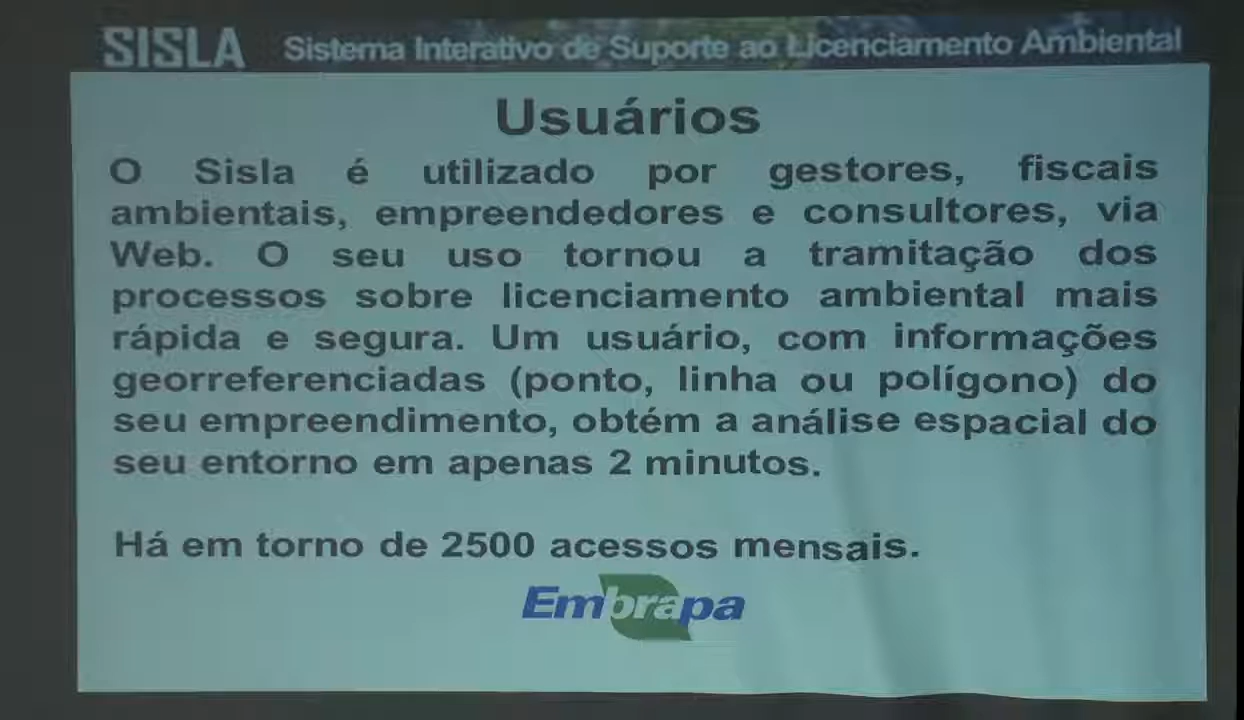 SISLA Sistema Interativo de Suporte ao Licenciamento Ambiental
Usuários
O Sisla é utilizado por gestores, fiscais
ambientais, empreendedores e consultores, via
Web. O seu uso tornou a tramitação dos
processos sobre licenciamento ambiental mais
rápida e segura. Um usuário, com informações
georreferenciadas (ponto, linha ou polígono) do
seu empreendimento, obtém a análise espacial do
seu entorno em apenas 2 minutos.
Há em torno de 2500 acessos mensais.
Embrapa